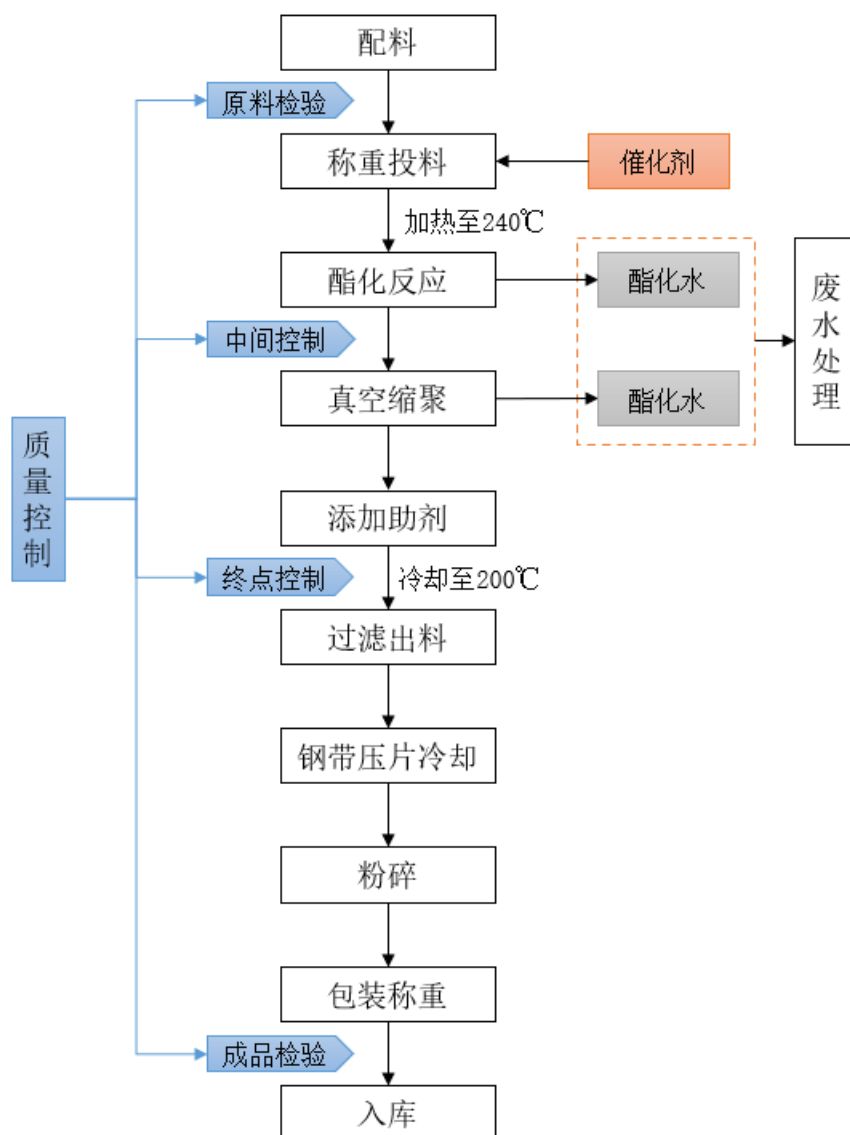 配料
原料检验
称重投料
催化剂
加热至240℃
酯化反应
酯化水
废水处理
中间控制
真空缩聚
酯化水
质量控制
添加助剂
终点控制
冷却至200℃
过滤出料
钢带压片冷却
粉碎
包装称重
成品检验
入库